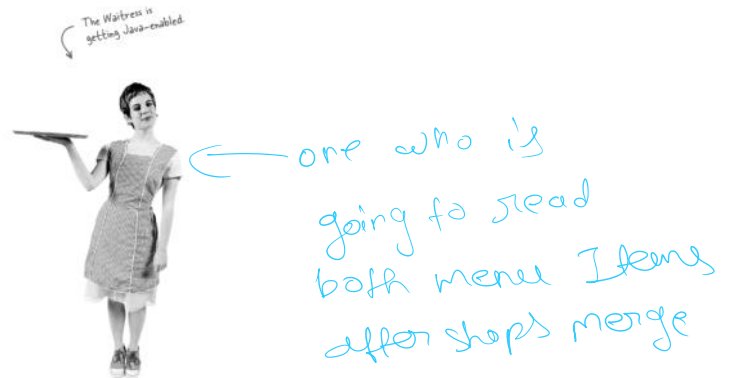 The Waitress is
getting Java-enabled.
one who is
going to read
both menu Items
after shops merge